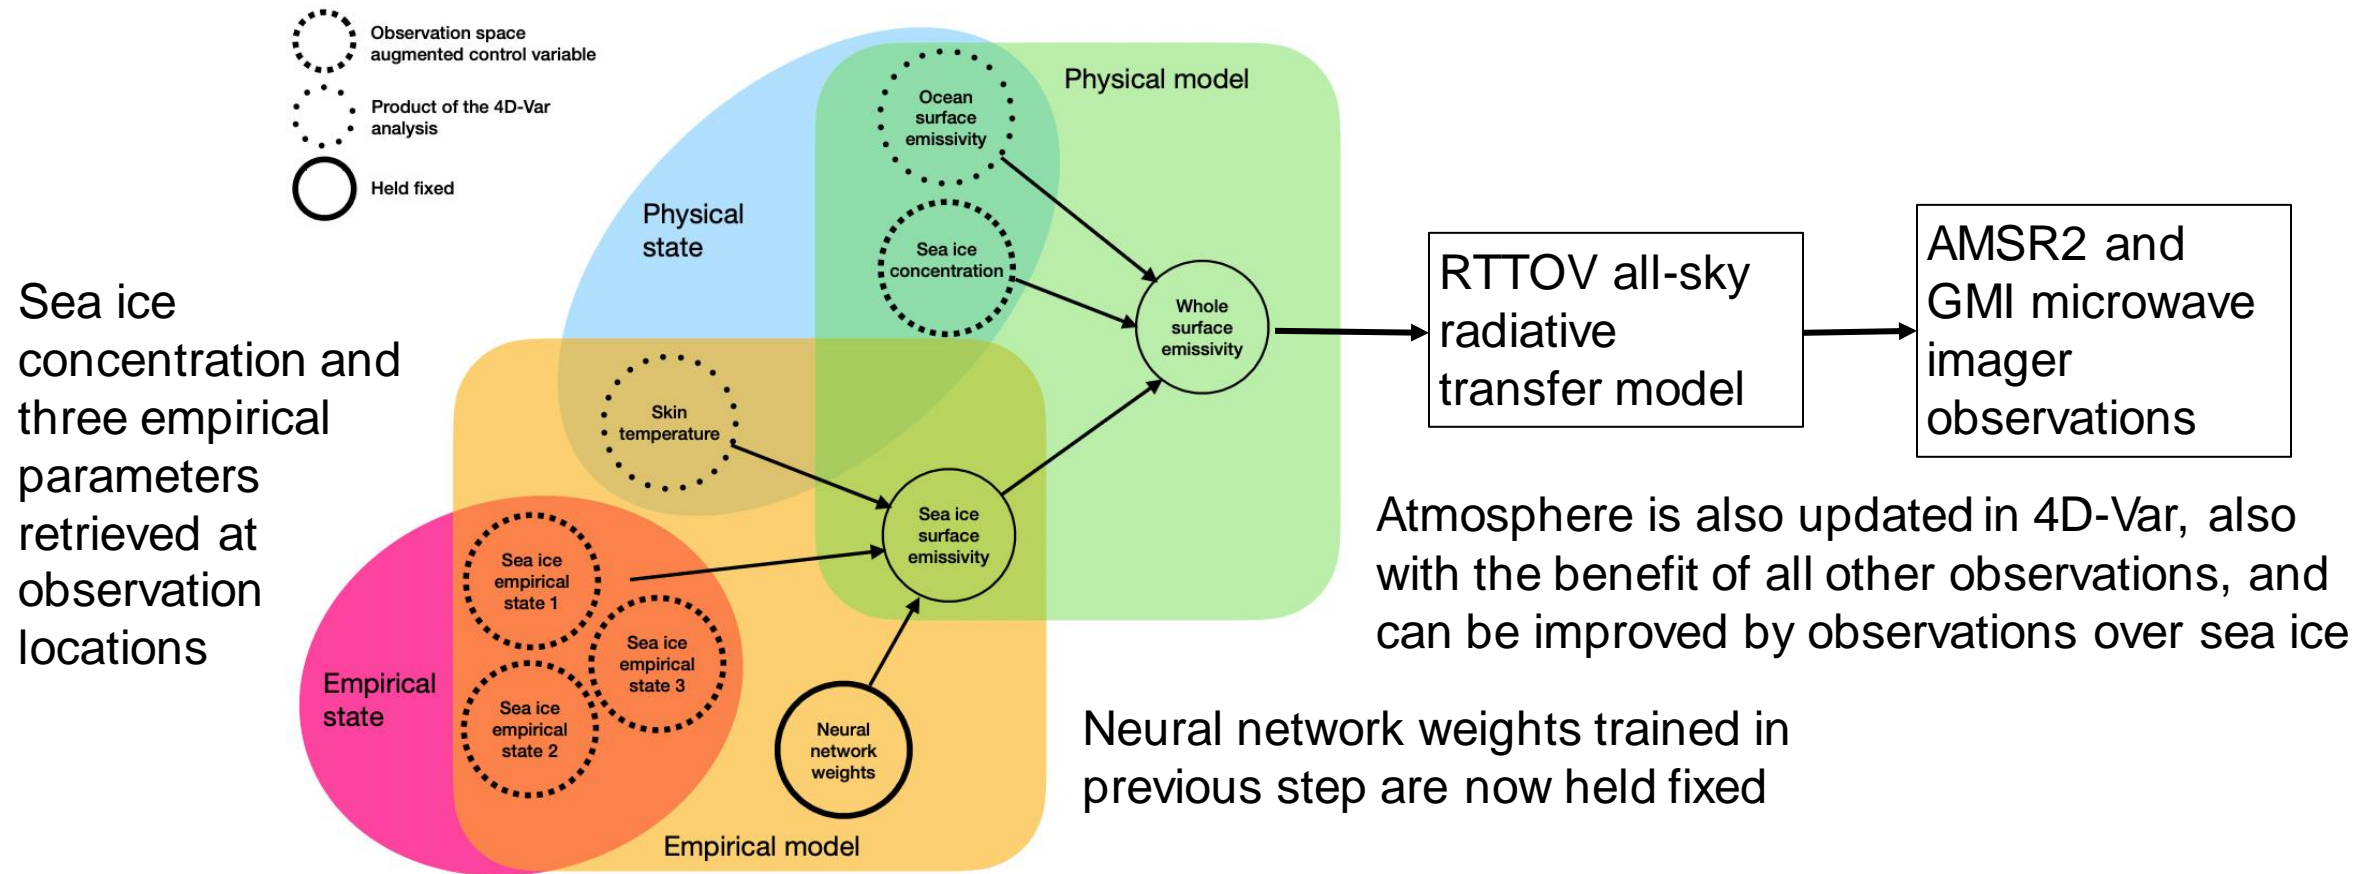 Observation space
augmented control variable
Product of the 4D-Var
analysis
Held fixed
Sea ice
concentration and
three empirical
parameters
retrieved at
observation
locations
Physical
state
Physical model
Ocean
surface
emissivity
Sea ice
concentration
Whole
surface
emissivity
Skin
temperature
Sea ice
surface
emissivity
Sea ice
empirical
state 1
Sea ice
empirical
state 3
Sea ice
empirical
state 2
Empirical
state
Neural
network
weights
Empirical model
RTTOV all-sky
radiative
transfer model
AMSR2 and
GMI microwave
imager
observations
Atmosphere is also updated in 4D-Var, also
with the benefit of all other observations, and
can be improved by observations over sea ice
Neural network weights trained in
previous step are now held fixed